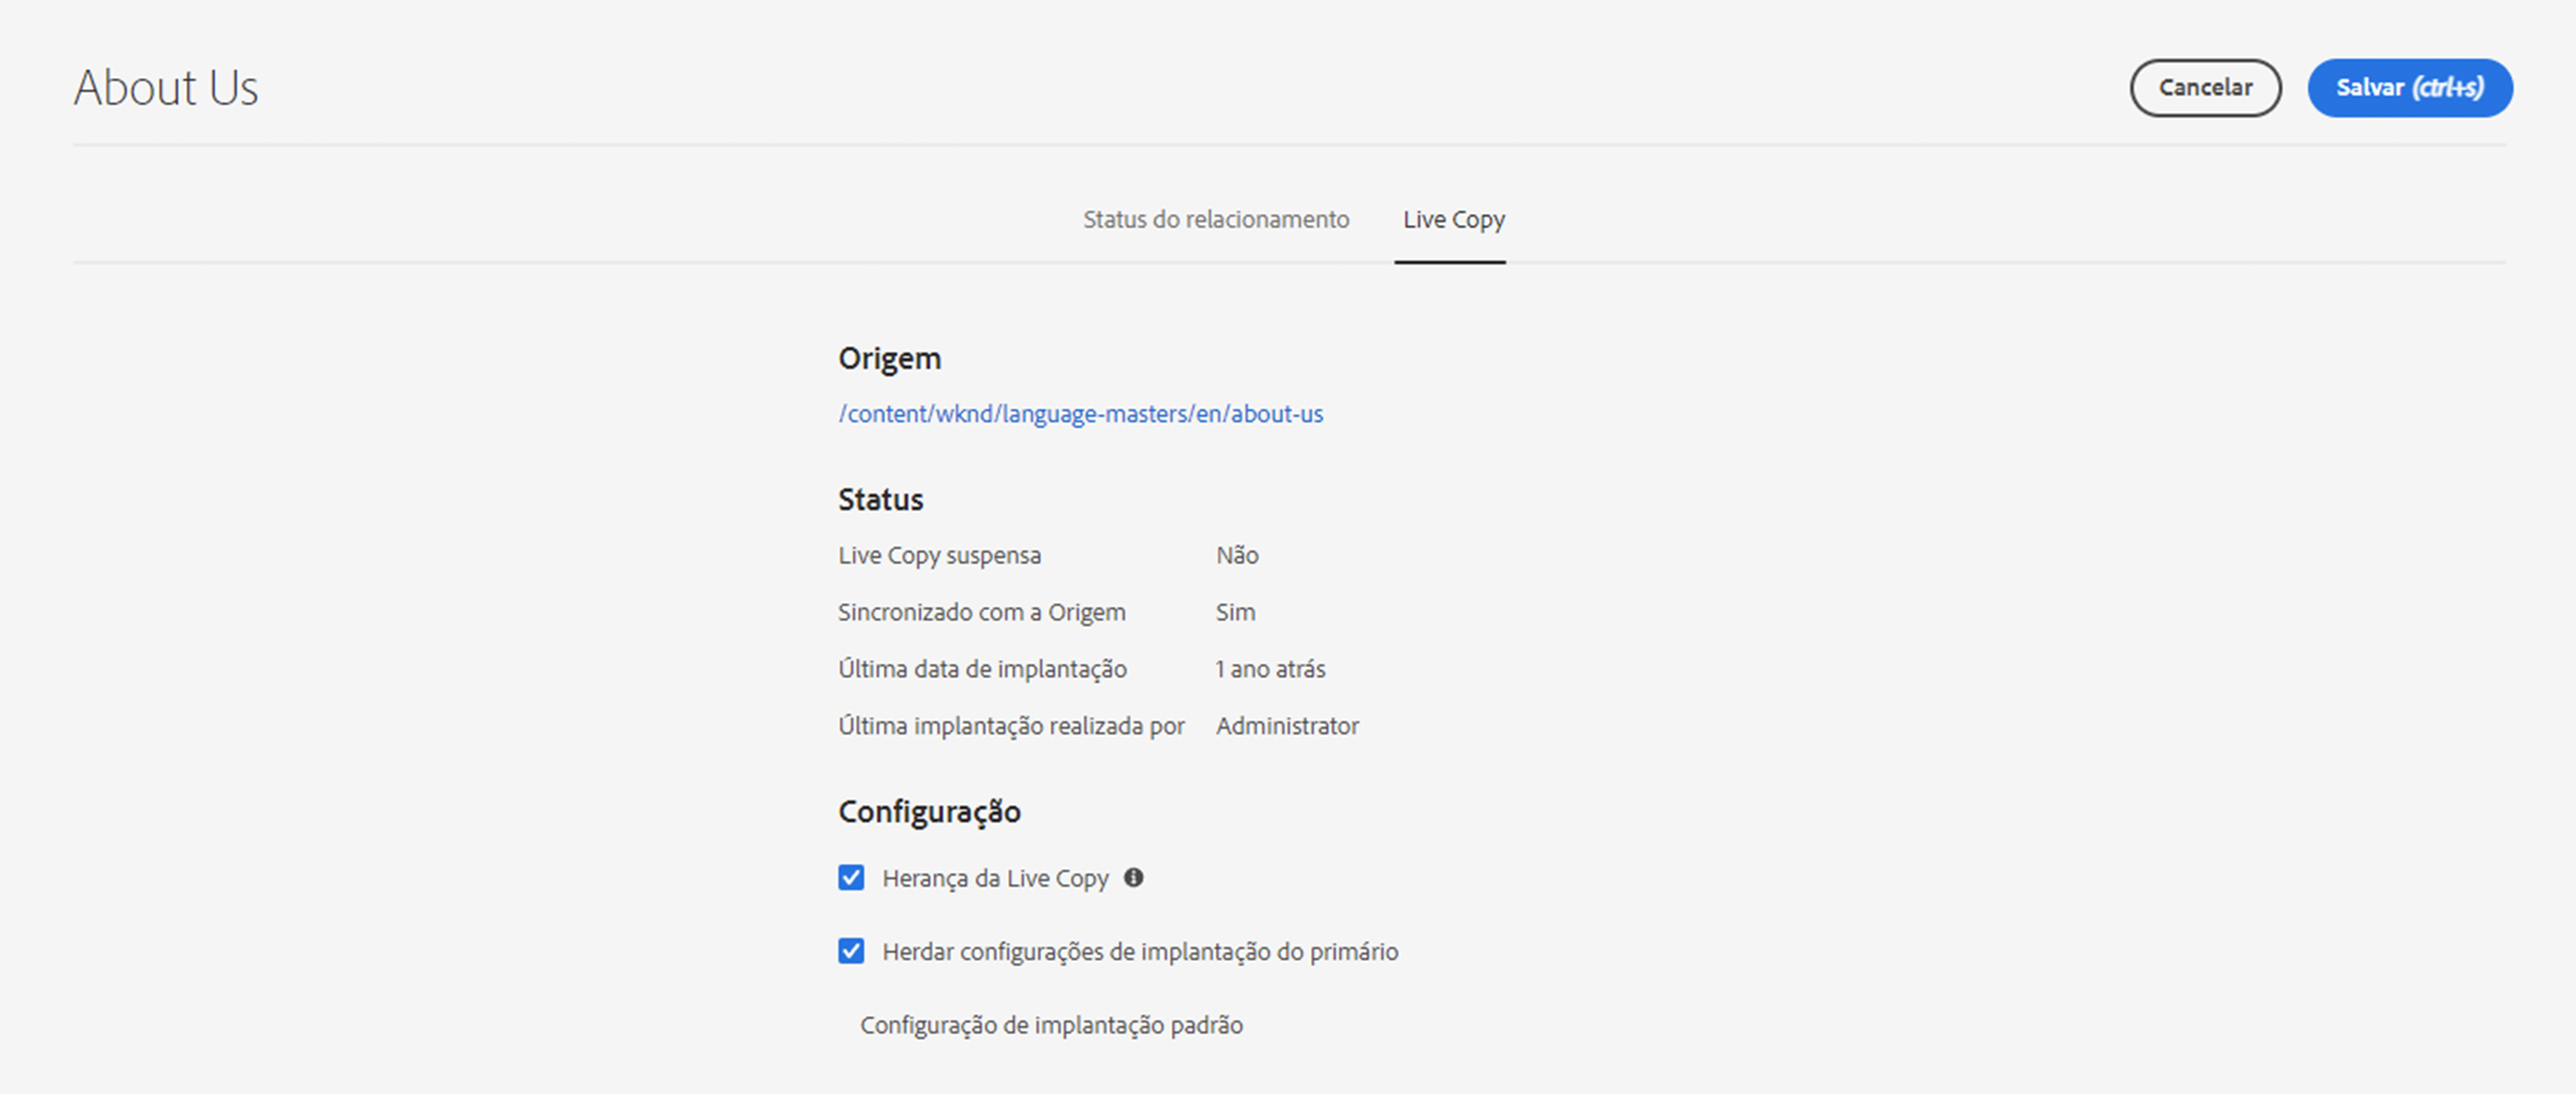 About Us
Cancelar
Salvar (ctrl+s)
Status do relacionamento
Live Copy
Origem
/content/wknd/language-masters/en/about-us
Status
Live Copy suspensa Não
Sincronizado com a Origem Sim
Última data de implantação 1 ano atrás
Última implantação realizada por Administrator
Configuração
Herança da Live Copy
Herdar configurações de implantação do primário
Configuração de implantação padrão